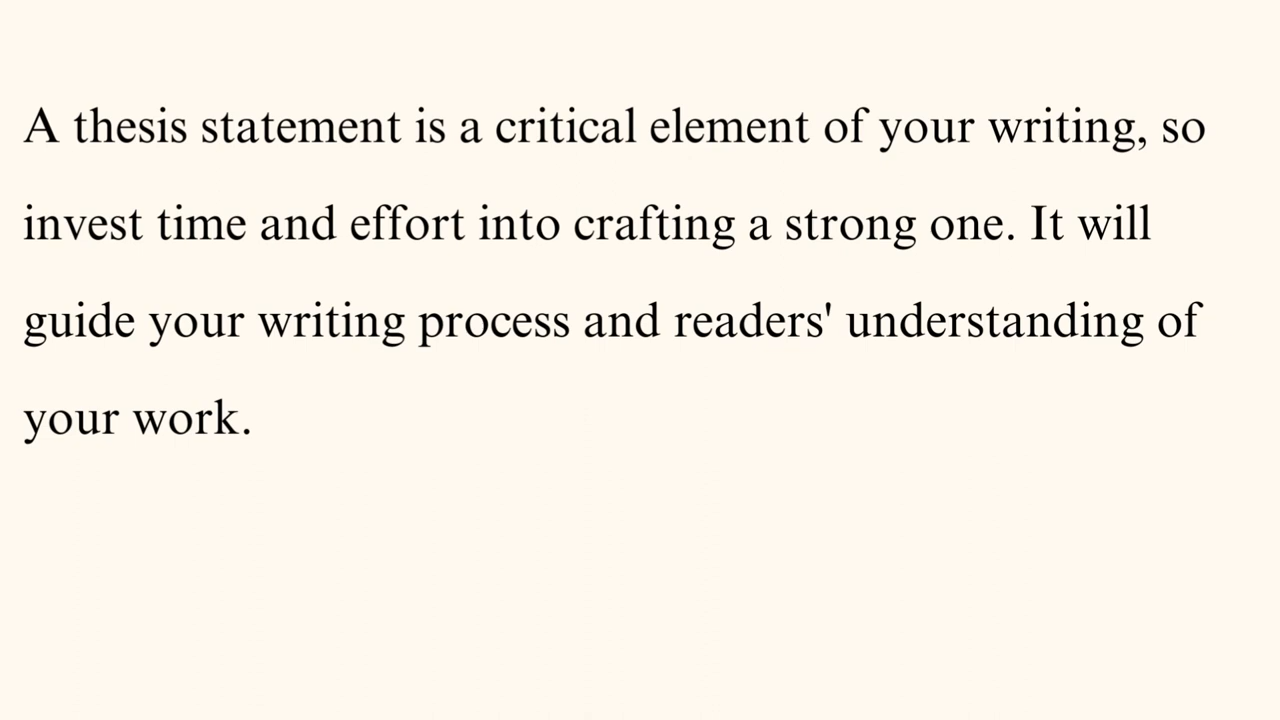 A thesis statement is a critical element of your writing, so
invest time and effort into crafting a strong one. It will
guide your writing process and readers' understanding of
your work.